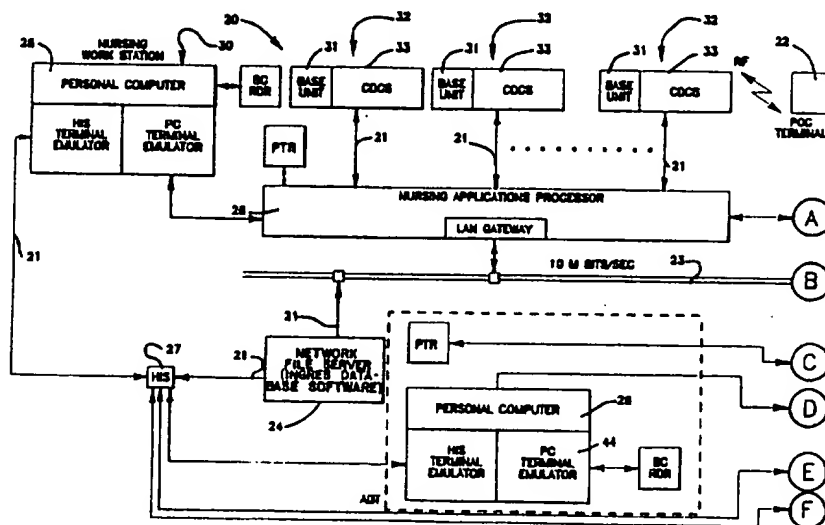 20
32
32
32
NURSING
WORK STATION
30
31
33
31
33
31
33
22
28
PERSONAL COMPUTER
BC
RDR
BASE
UNIT
CDCS
BASE
UNIT
CDCS
BASE
UNIT
CDCS
RF
POC
TERMINAL
HIS
TERMINAL
EMULATOR
PC
TERMINAL
EMULATOR
PTR
21
21
21
NURSING APPLICATIONS PROCESSOR
26
LAN GATEWAY
A
21
10 M BITS/SEC
23
B
21
27
HIS
21
NETWORK
FILE SERVER
(INGRES DATA-
BASE SOFTWARE)
24
PTR
C
PERSONAL COMPUTER
28
D
HIS
TERMINAL
EMULATOR
PC
TERMINAL
EMULATOR
44
BC
RDR
E
ADT
F